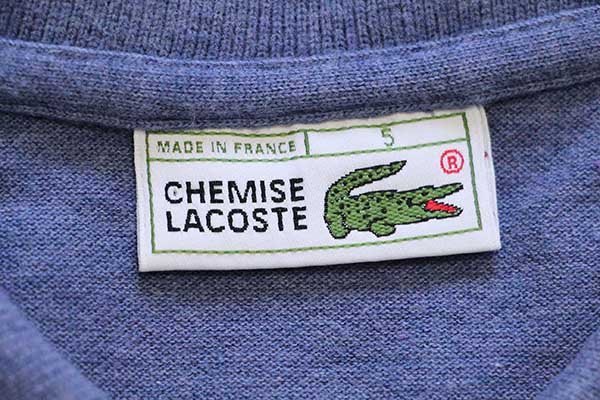 MADE IN FRANCE 5
CHEMISE ®
LACOSTE